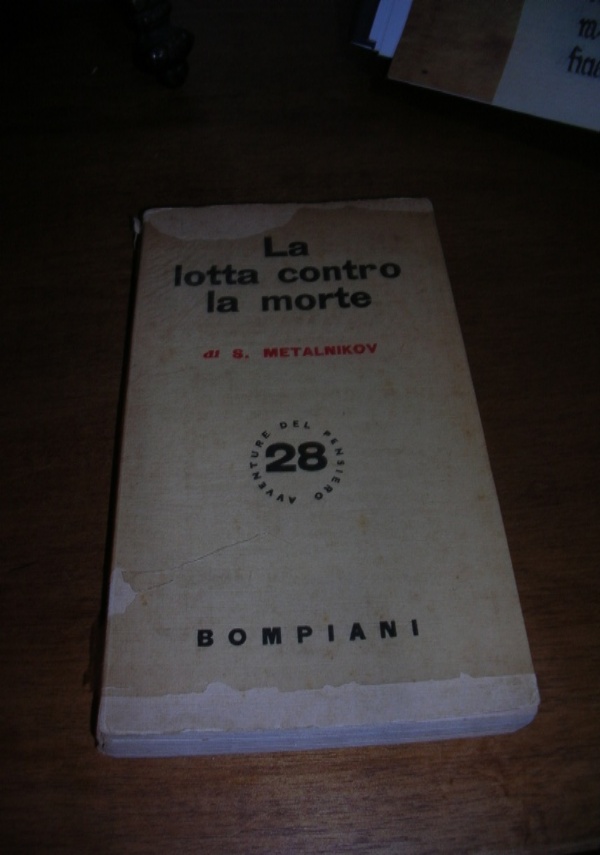 La
lotta contro
la morte
di S. METALNIKOV
AVVENTURE DEL PENSIERO
28
BOMPIANI